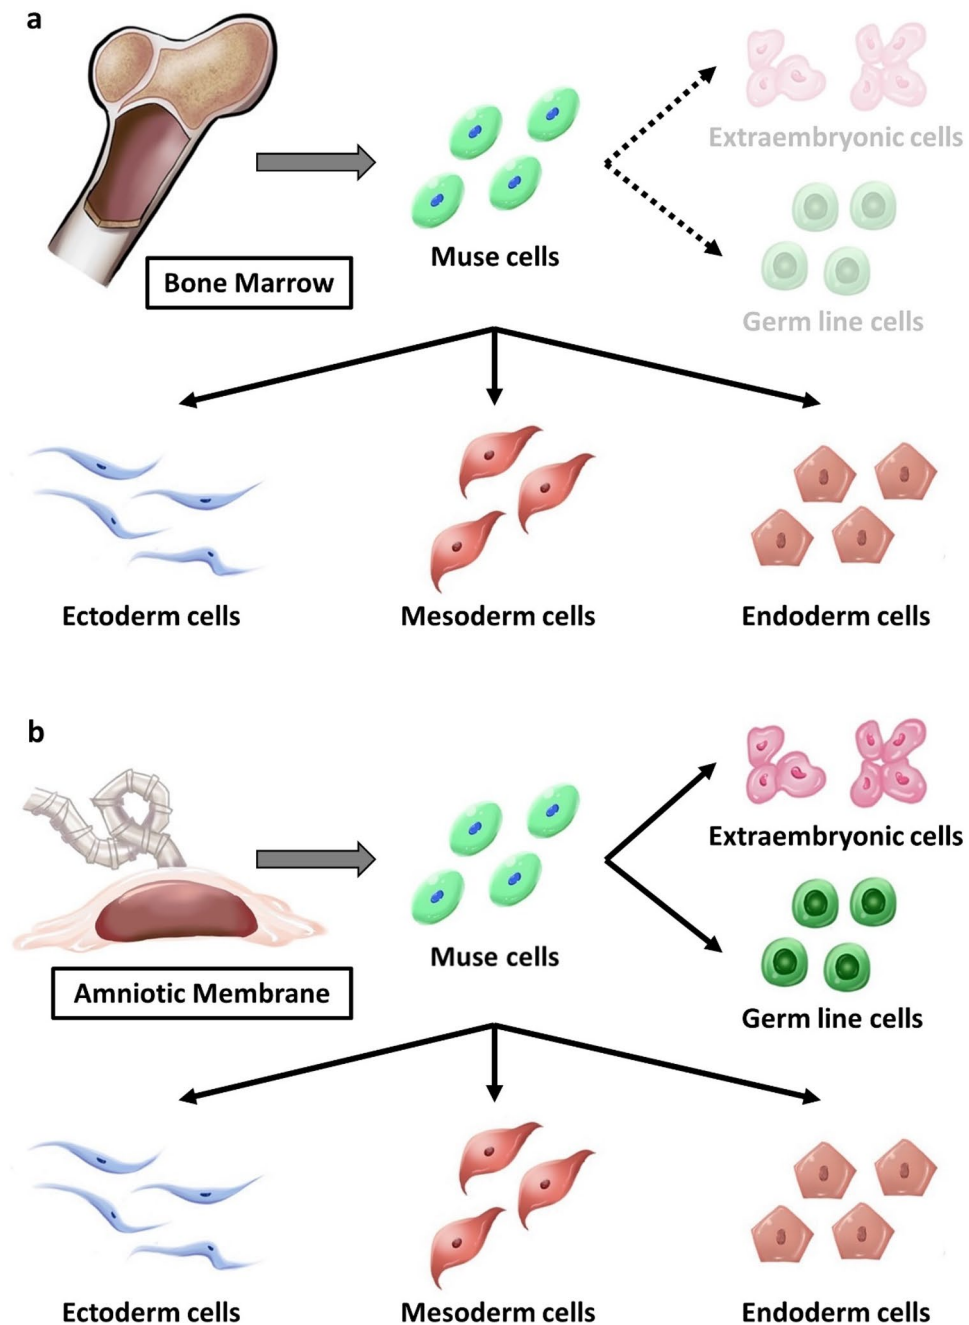 a
Extraembryonic cells
Muse cells
Bone Marrow
Germ line cells
Ectoderm cells
Mesoderm cells
Endoderm cells
b
Extraembryonic cells
Muse cells
Amniotic Membrane
Germ line cells
Ectoderm cells
Mesoderm cells
Endoderm cells